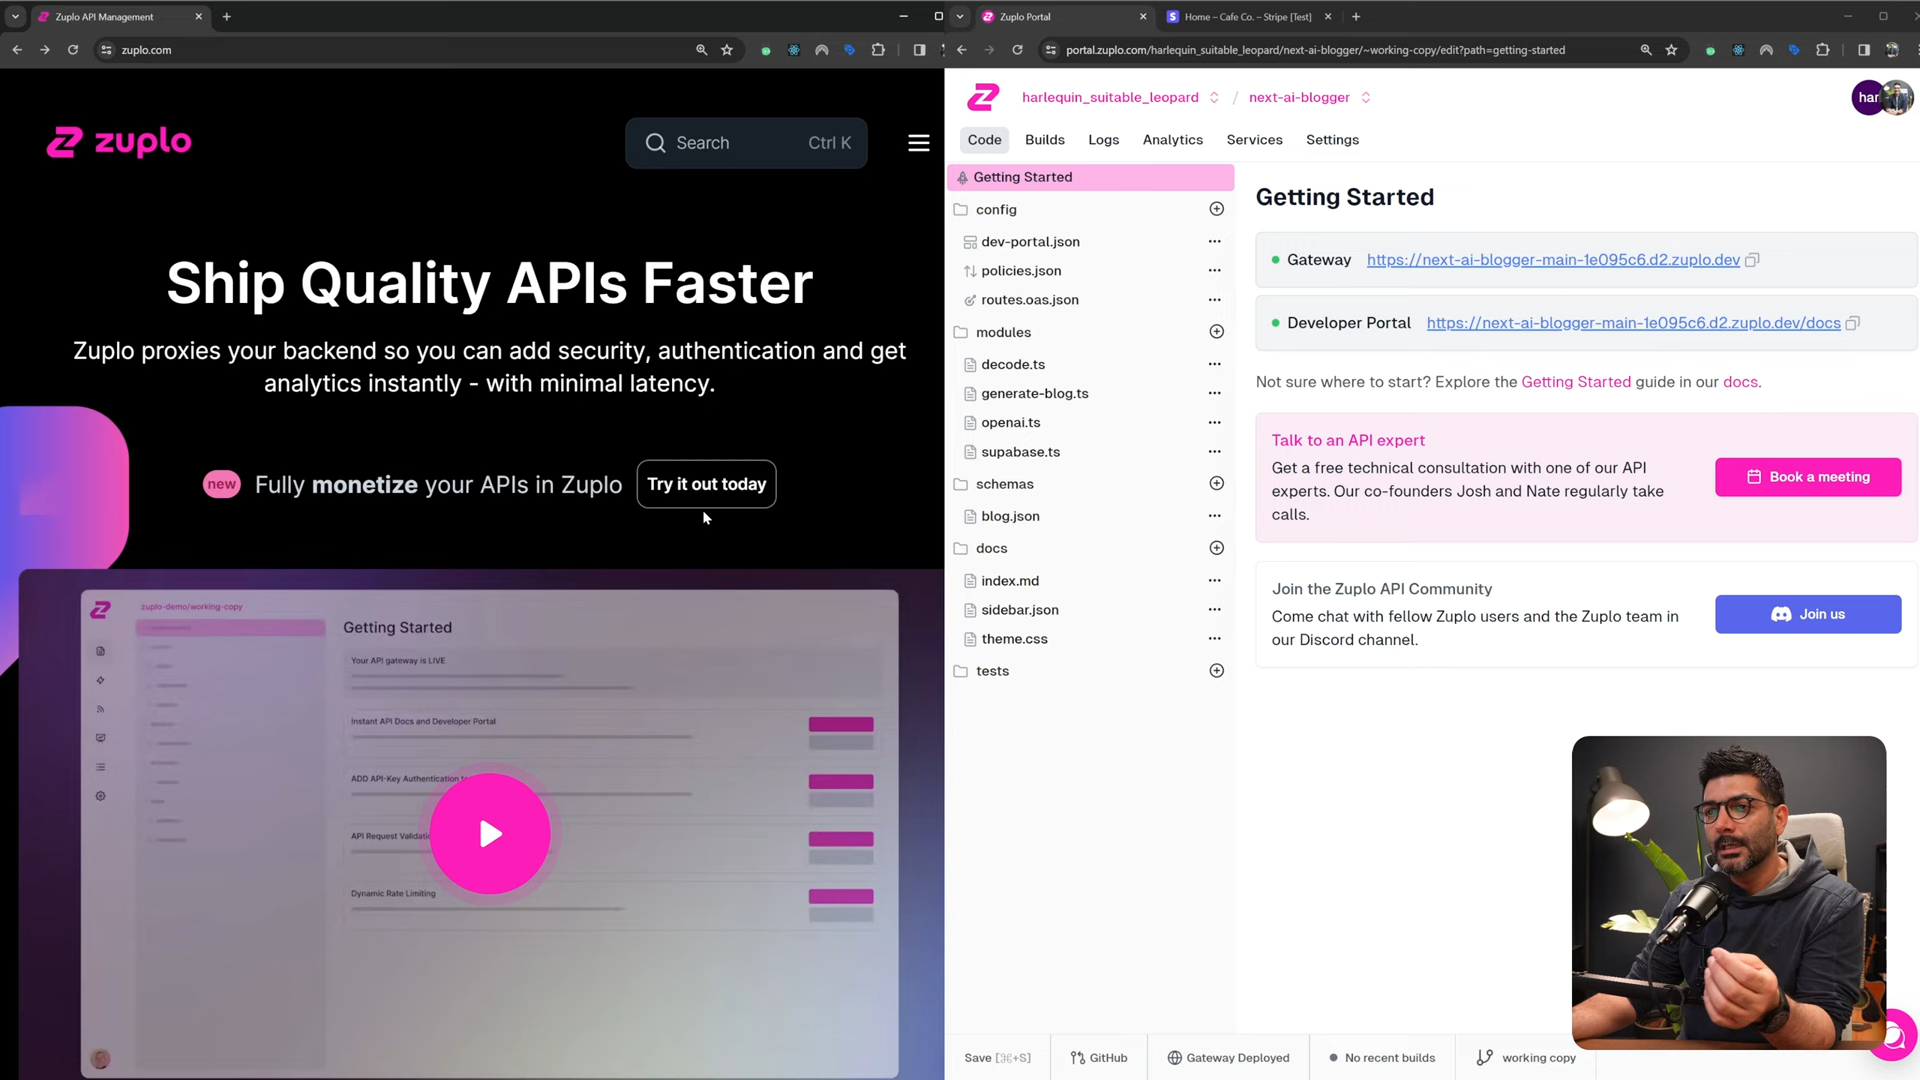 Zuplo API Management
zuplo.com
zuplo
Search
Ctrl K
Ship Quality APIs Faster
Zuplo proxies your backend so you can add security, authentication and get
analytics instantly - with minimal latency.
new
Fully monetize your APIs in Zuplo
Try it out today
zuplo-demo/working-copy
Getting Started
Your API gateway is LIVE
Instant API Docs and Developer Portal
ADD API-Key Authentication
API Request
Dynamic Rate Limiting
Zuplo Portal
Home – Cafe Co. – Stripe [Test]
portal.zuplo.com/harlequin_suitable_leopard/next-ai-blogger/~working-copy/edit?path=getting-started
harlequin_suitable_leopard / next-ai-blogger
har
Code
Builds
Logs
Analytics
Services
Settings
Getting Started
config
dev-portal.json
policies.json
routes.oas.json
modules
decode.ts
generate-blog.ts
openai.ts
supabase.ts
schemas
blog.json
docs
index.md
sidebar.json
theme.css
tests
Getting Started
Gateway https://next-ai-blogger-main-1e095c6.d2.zuplo.dev
Developer Portal https://next-ai-blogger-main-1e095c6.d2.zuplo.dev/docs
Not sure where to start? Explore the Getting Started guide in our docs.
Talk to an API expert
Get a free technical consultation with one of our API
experts. Our co-founders Josh and Nate regularly take
calls.
Book a meeting
Join the Zuplo API Community
Come chat with fellow Zuplo users and the Zuplo team in
our Discord channel.
Join us
Save [⌘+S]
GitHub
Gateway Deployed
No recent builds
working copy